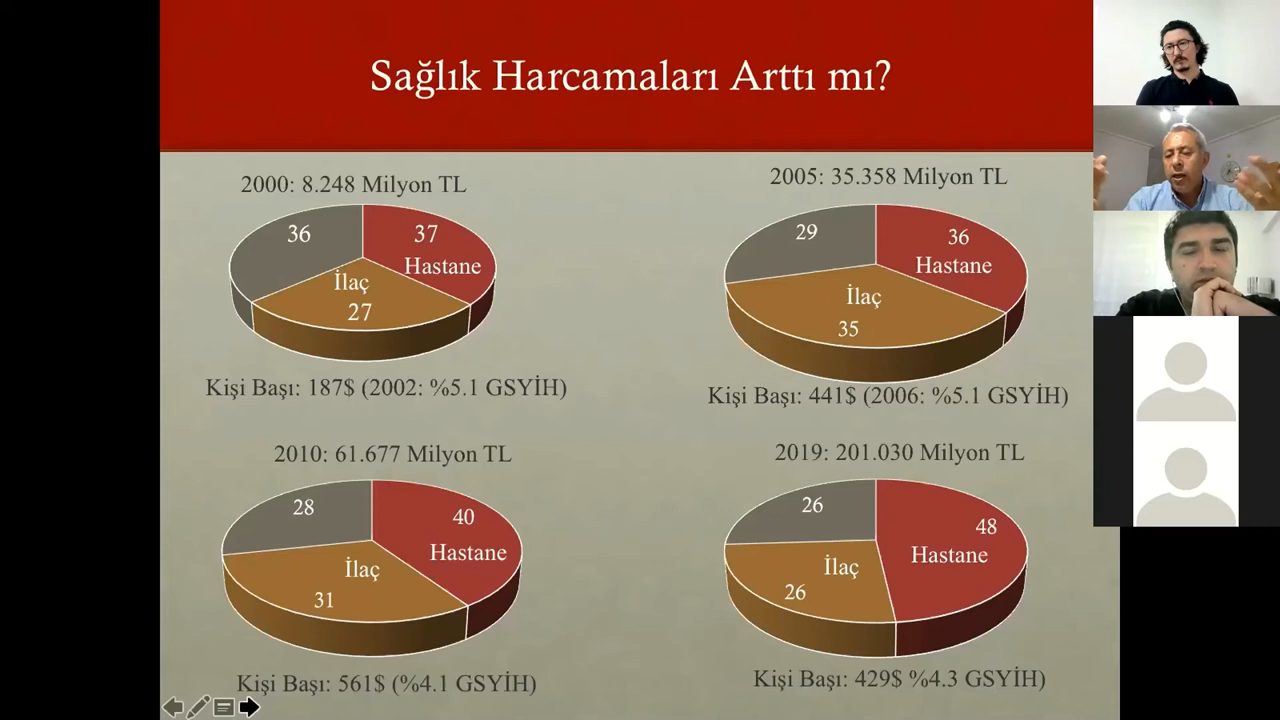 Sağlık Harcamaları Arttı mı?
2000: 8.248 Milyon TL
36
37
Hastane
İlaç
27
Kişi Başı: 187$ (2002: %5.1 GSYİH)
2005: 35.358 Milyon TL
29
36
Hastane
İlaç
35
Kişi Başı: 441$ (2006: %5.1 GSYİH)
2010: 61.677 Milyon TL
28
40
Hastane
İlaç
31
Kişi Başı: 561$ (%4.1 GSYİH)
2019: 201.030 Milyon TL
26
48
Hastane
İlaç
26
Kişi Başı: 429$ %4.3 GSYİH)